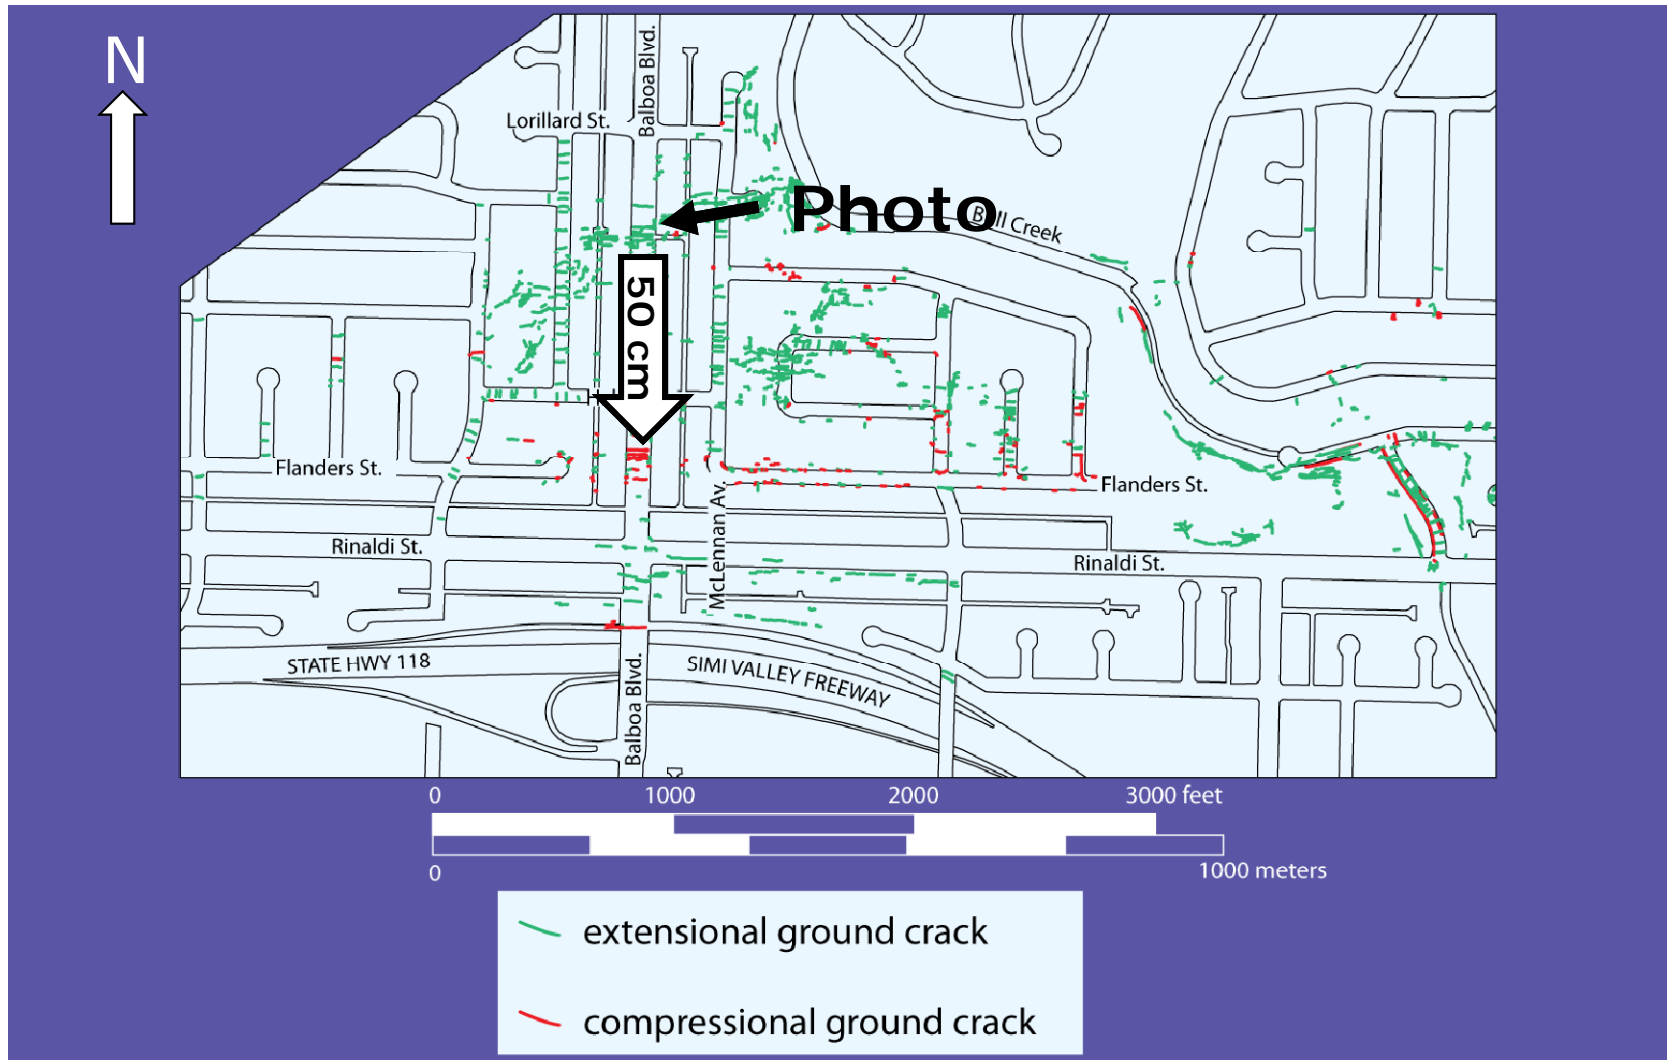 N
Balboa Blvd.
Lorillard St.
Photo
Bull Creek
50 cm
Flanders St.
Flanders St.
McLennan Av.
Rinaldi St.
Rinaldi St.
STATE HWY 118
SIMI VALLEY FREEWAY
Balboa Blvd.
0 1000 2000 3000 feet
0 1000 meters
extensional ground crack
compressional ground crack